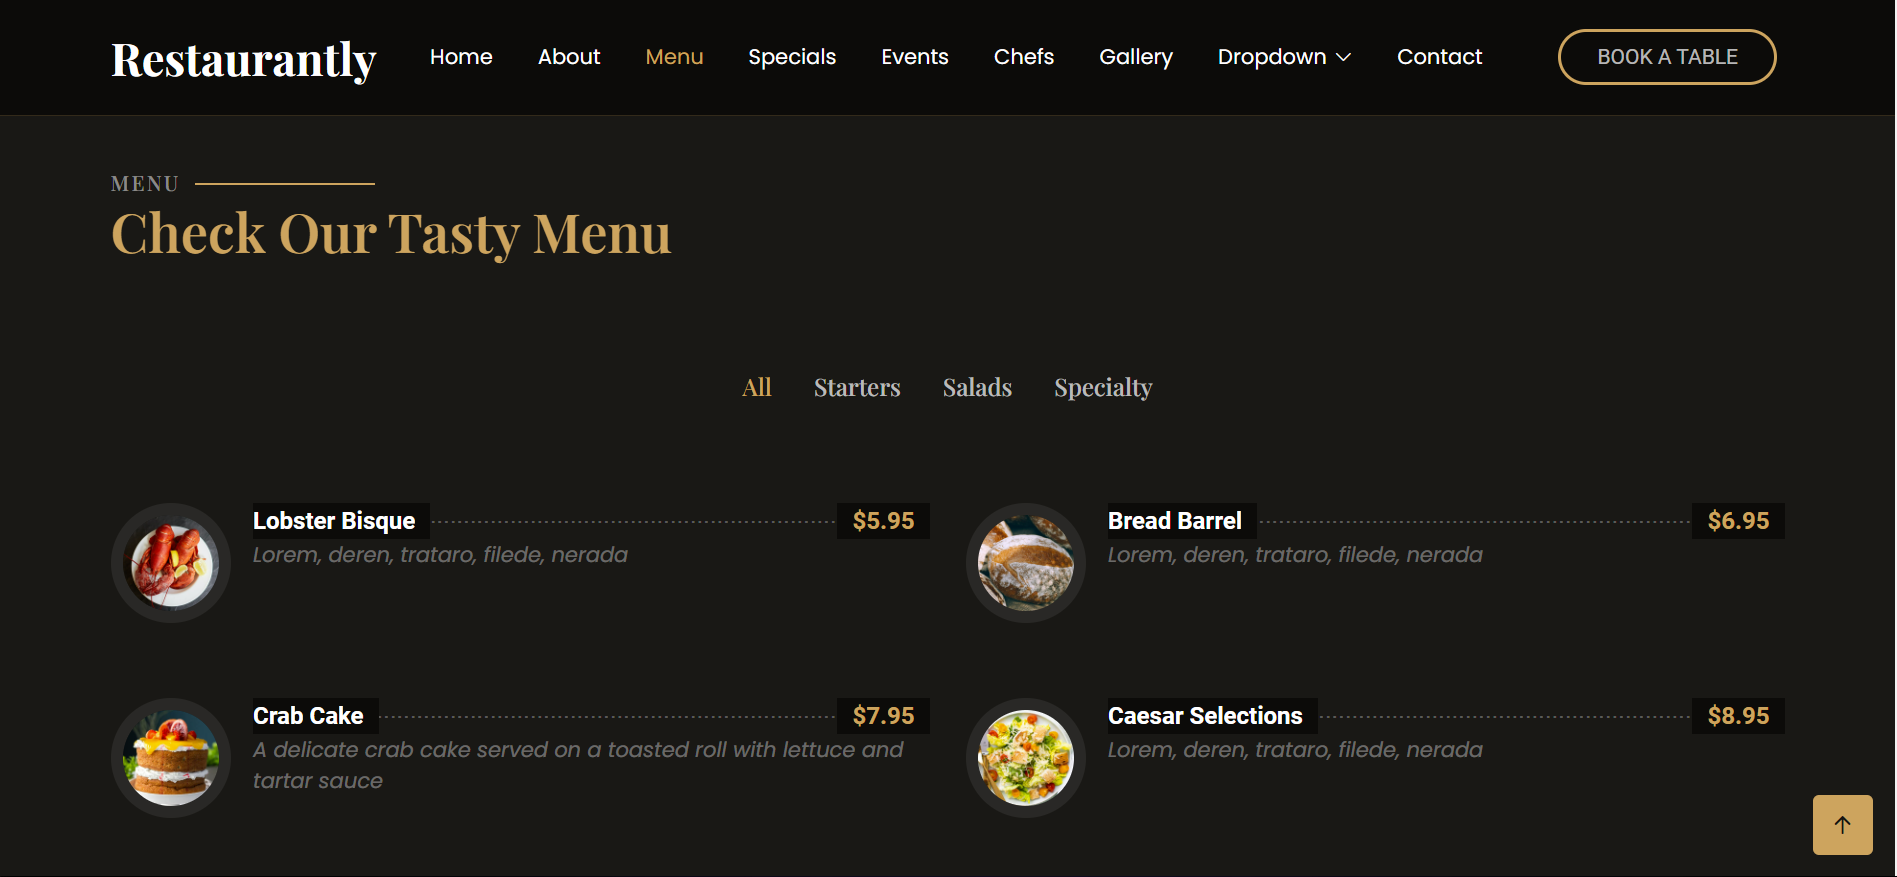 Restaurantly
Home About Menu Specials Events Chefs Gallery Dropdown Contact
BOOK A TABLE
MENU
Check Our Tasty Menu
All Starters Salads Specialty
Lobster Bisque $5.95
Lorem, deren, trataro, filede, nerada
Bread Barrel $6.95
Lorem, deren, trataro, filede, nerada
Crab Cake $7.95
A delicate crab cake served on a toasted roll with lettuce and
tartar sauce
Caesar Selections $8.95
Lorem, deren, trataro, filede, nerada